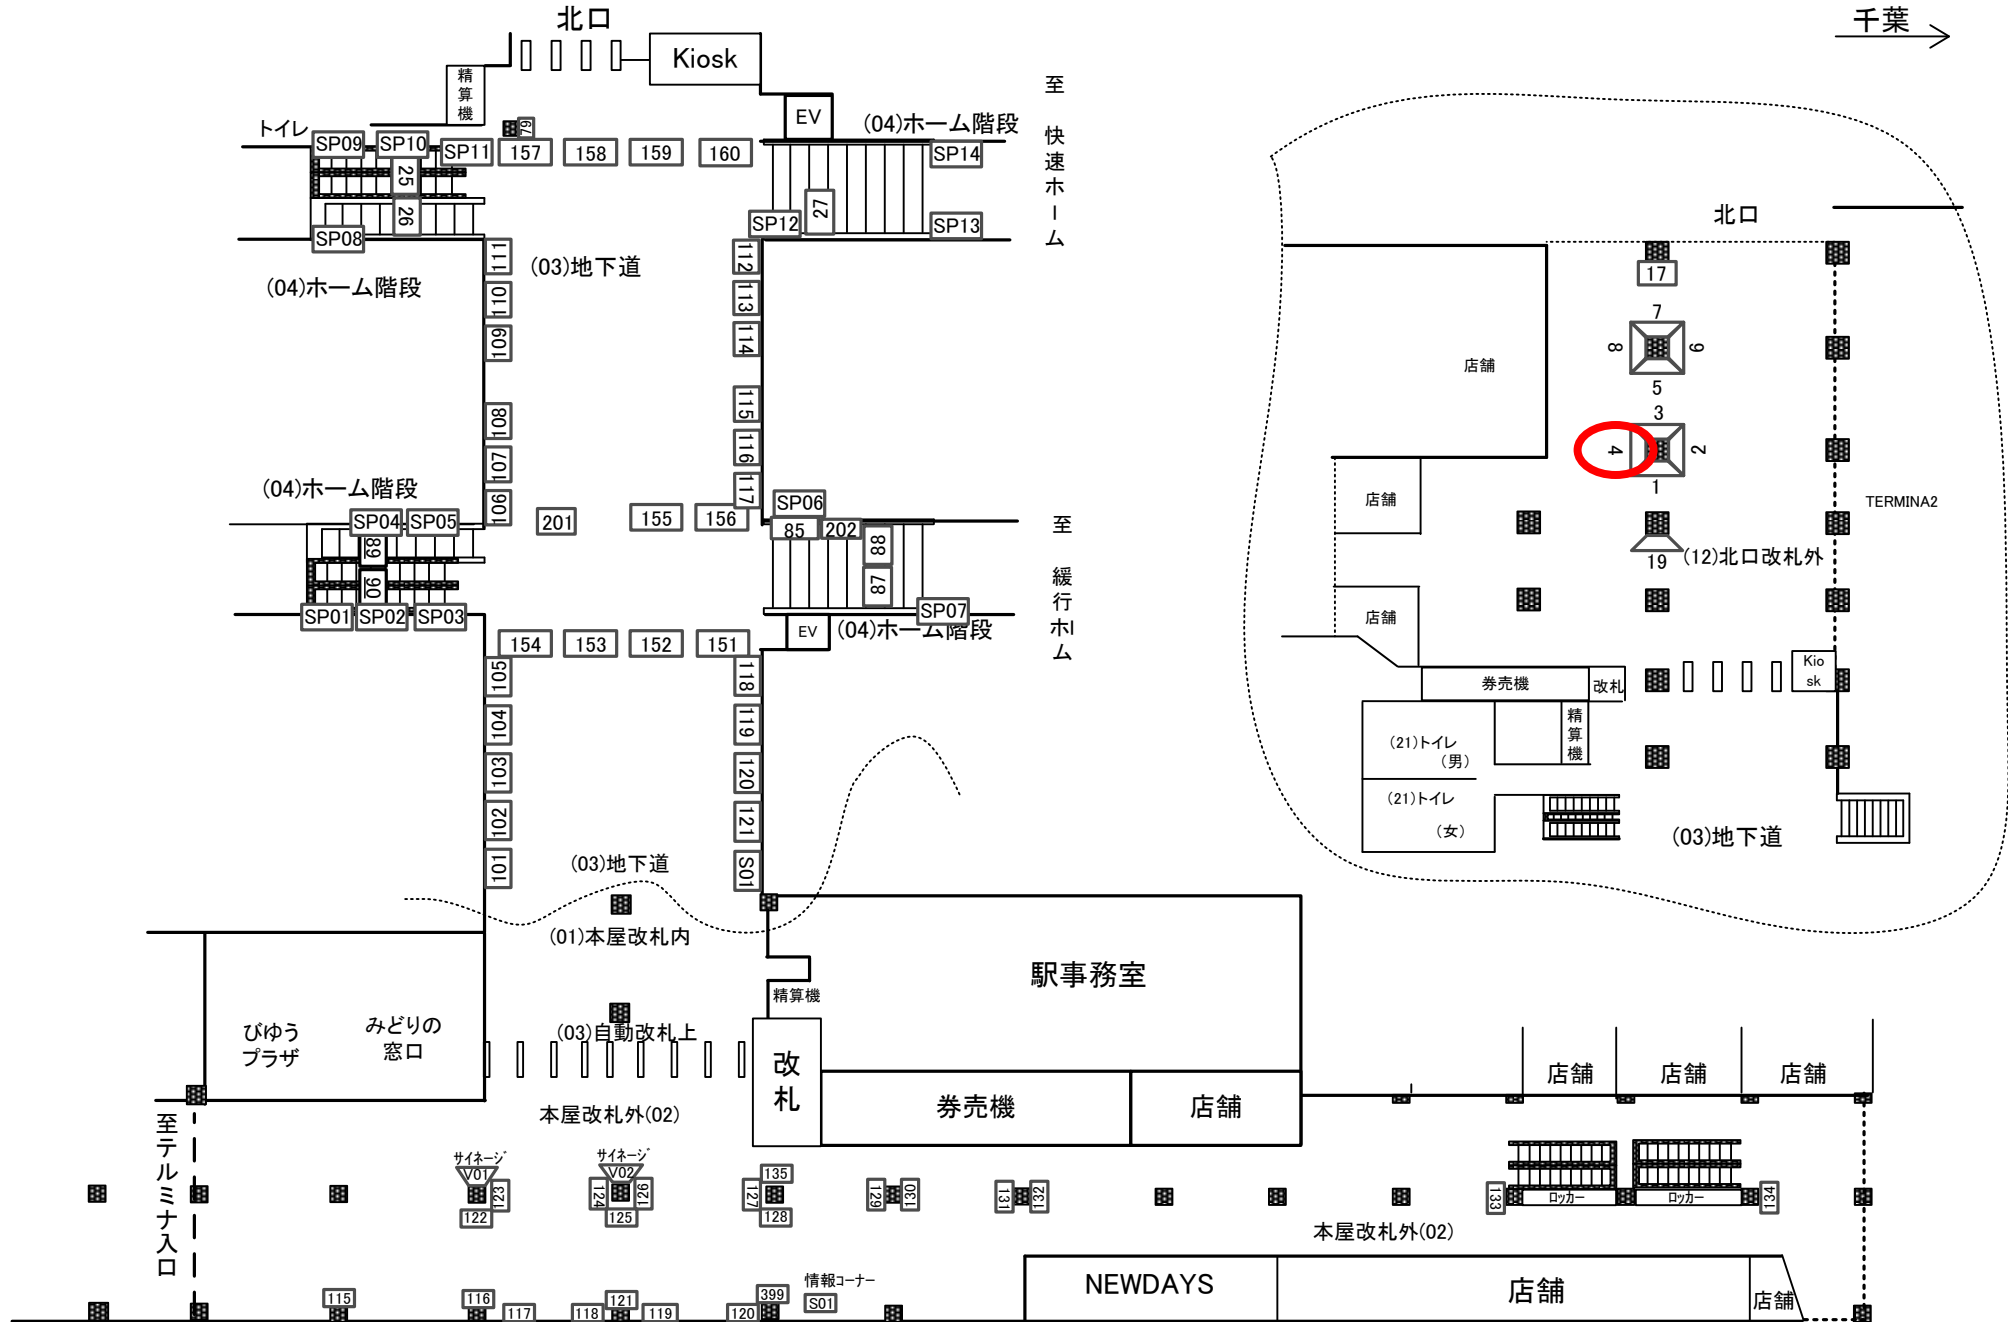 北口
千葉
Kiosk
精算機
EV
(04)ホーム階段
至 快速ホーム
トイレ
79
SP09
SP10
SP11
157
158
159
160
SP14
25
26
27
SP12
SP13
SP08
111
(03)地下道
112
(04)ホーム階段
110
113
109
114
108
115
107
116
(04)ホーム階段
106
117
SP04
SP05
201
155
156
SP06
85
202
88
89
90
87
至 緩行ホーム
SP01
SP02
SP03
SP07
EV
(04)ホーム階段
154
153
152
151
105
118
104
119
103
120
102
121
101
S01
(03)地下道
(01)本屋改札内
北口
17
7
8
6
5
店舗
3
4
2
1
店舗
TERMINA2
19
(12)北口改札外
店舗
Kio
sk
券売機
改札
精算機
(21)トイレ
(男)
(21)トイレ
(女)
(03)地下道
駅事務室
精算機
びゆう
プラザ
みどりの
窓口
(03)自動改札上
改札
券売機
店舗
店舗
店舗
店舗
本屋改札外(02)
至テルミナ入口
サイネージ
V01
123
122
サイネージ
V02
124
126
125
135
127
128
129
130
131
132
133
ロッカー
ロッカー
134
本屋改札外(02)
115
116
117
118
121
119
120
399
情報コーナー
S01
NEWDAYS
店舗
店舗